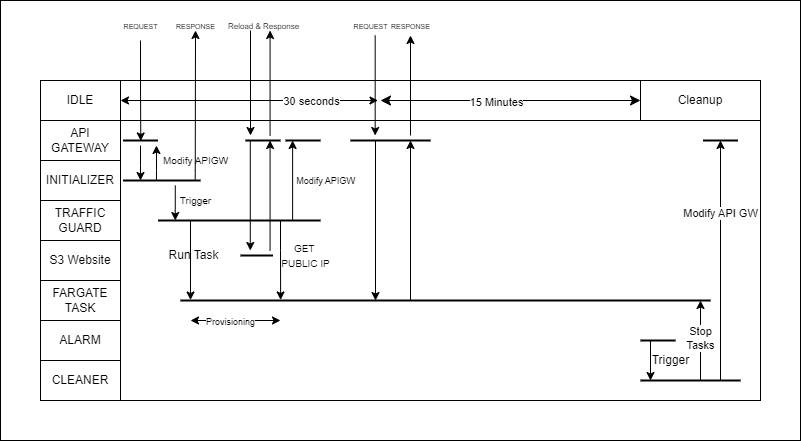 REQUEST
RESPONSE
Reload & Response
REQUEST
RESPONSE
IDLE
30 seconds
15 Minutes
Cleanup
API
GATEWAY
Modify APIGW
INITIALIZER
Modify APIGW
Trigger
TRAFFIC
GUARD
Modify API GW
S3 Website
Run Task
GET
PUBLIC IP
FARGATE
TASK
Provisioning
ALARM
Stop
Tasks
Trigger
CLEANER